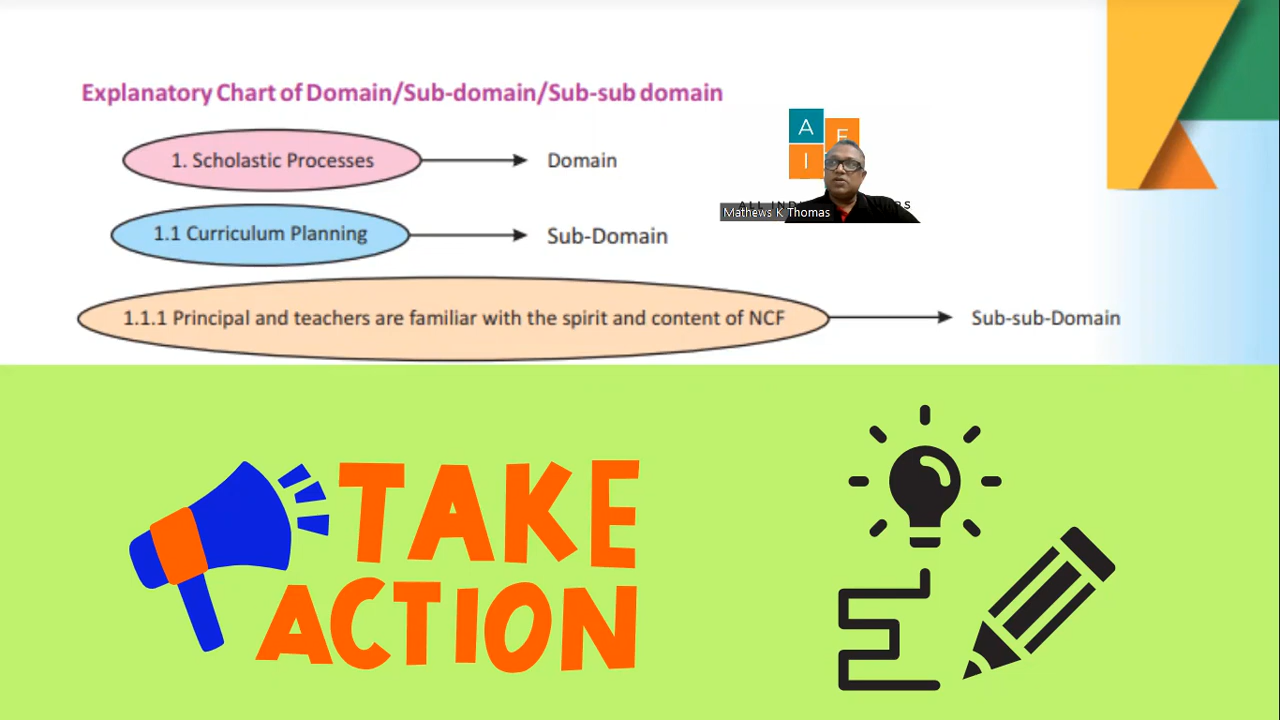 Explanatory Chart of Domain/Sub-domain/Sub-sub domain
1. Scholastic Processes
Domain
1.1 Curriculum Planning
Sub-Domain
1.1.1 Principal and teachers are familiar with the spirit and content of NCF
Sub-sub-Domain
A
I
Mathews K Thomas
TAKE
ACTION